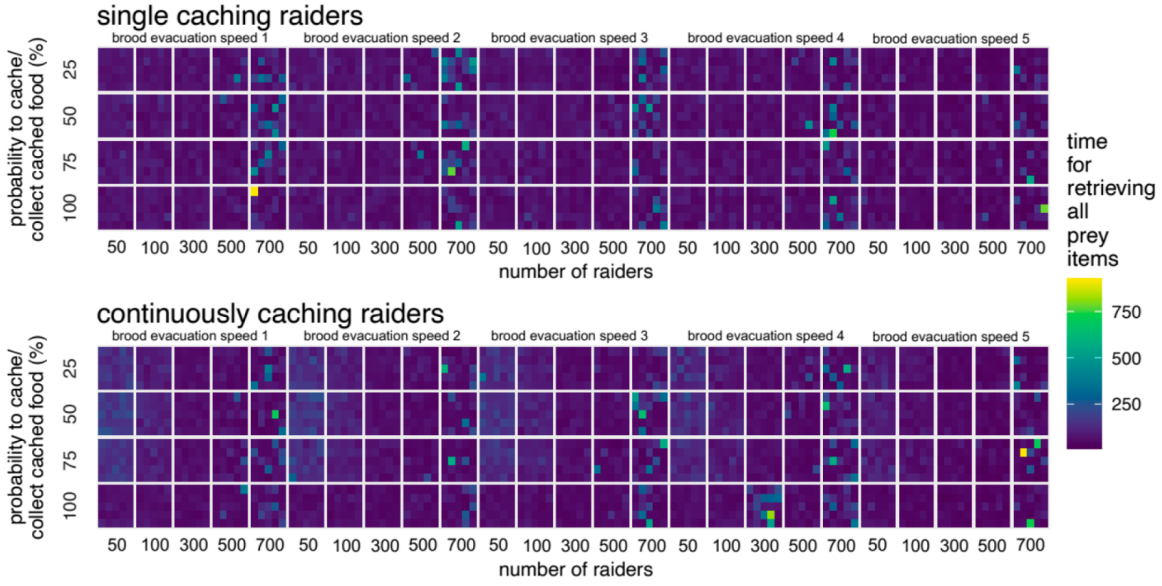 single caching raiders
brood evacuation speed 1 brood evacuation speed 2 brood evacuation speed 3 brood evacuation speed 4 brood evacuation speed 5
probability to cache/
collect cached food (%)
25
50
75
100
50 100 300 500 700 50 100 300 500 700 50 100 300 500 700 50 100 300 500 700 50 100 300 500 700
number of raiders
continuously caching raiders
brood evacuation speed 1 brood evacuation speed 2 brood evacuation speed 3 brood evacuation speed 4 brood evacuation speed 5
probability to cache/
collect cached food (%)
25
50
75
100
50 100 300 500 700 50 100 300 500 700 50 100 300 500 700 50 100 300 500 700 50 100 300 500 700
number of raiders
time
for
retrieving
all
prey
items
750
500
250